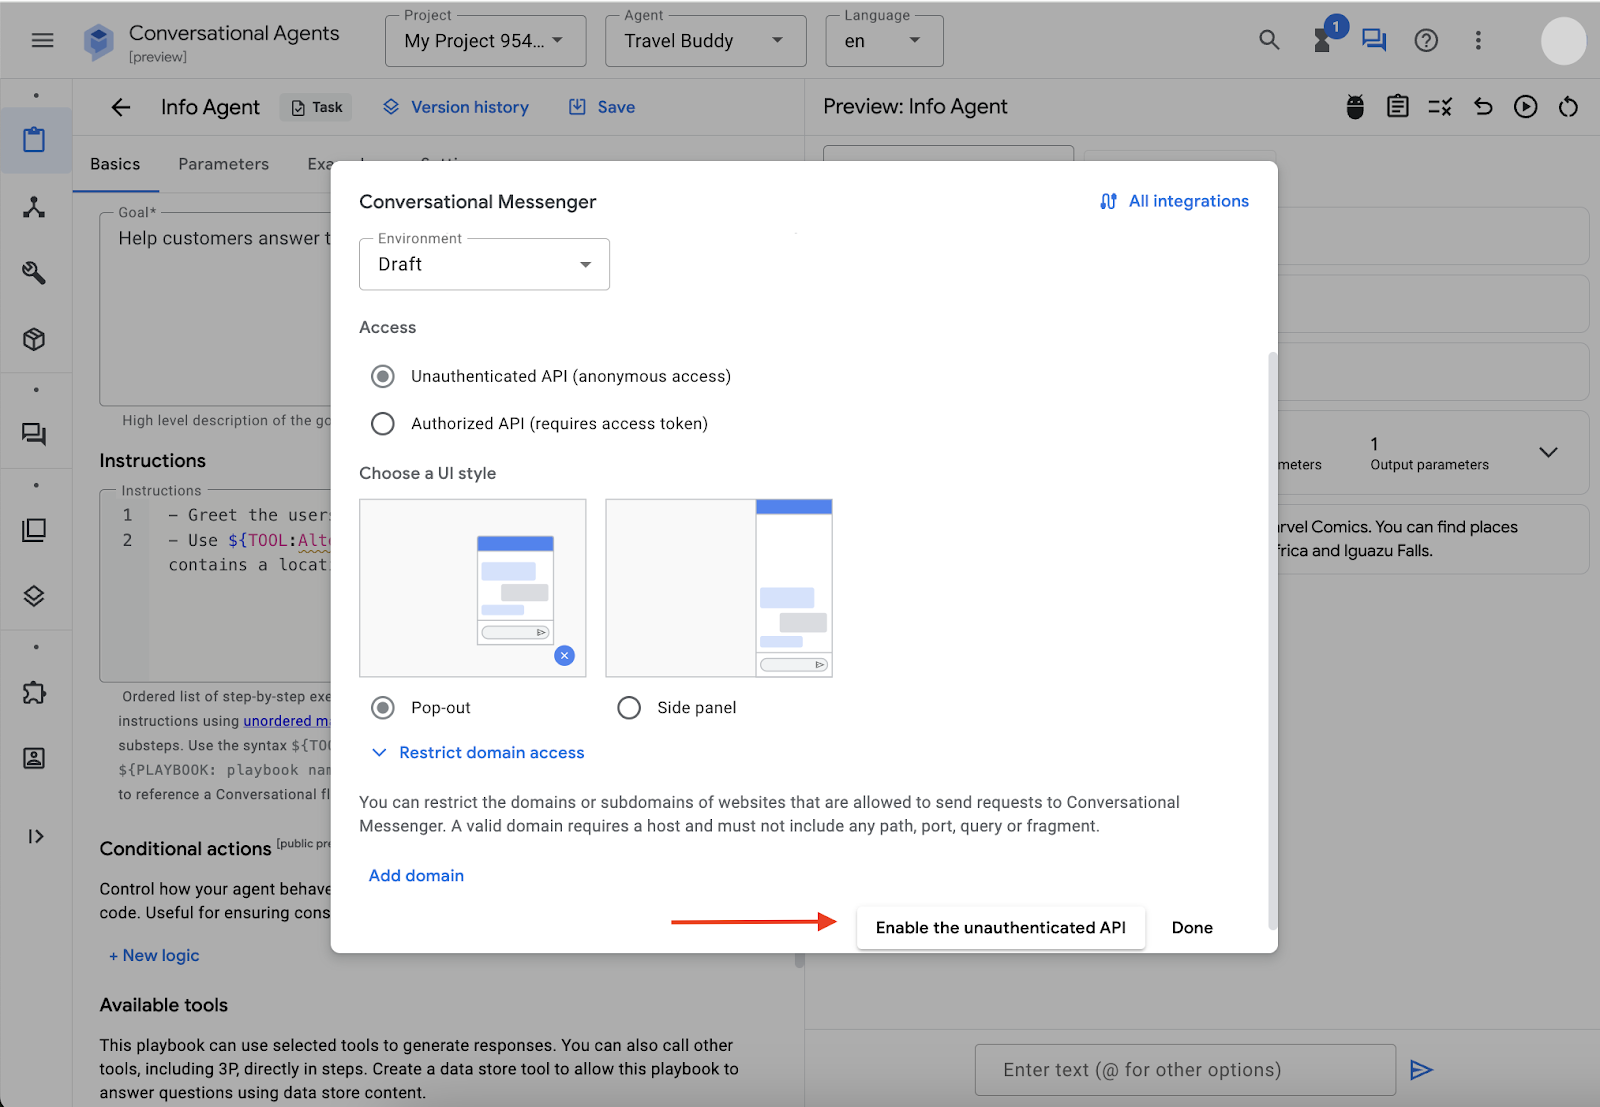 Conversational Agents
[preview]
Project
My Project 954...
Agent
Travel Buddy
Language
en
1
Info Agent
Task
Version history
Save
Preview: Info Agent
Basics
Parameters
Goal*
Help customers answer t
High level description of the go
Instructions
Instructions
1 – Greet the users
2 – Use ${TOOL:Alte
contains a locati
Ordered list of step-by-step exe
instructions using unordered ma
substeps. Use the syntax ${TOO
${PLAYBOOK: playbook nam
to reference a Conversational fl
Conditional actions [public pre
Control how your agent behave
code. Useful for ensuring cons
+ New logic
Available tools
This playbook can use selected tools to generate responses. You can also call other
tools, including 3P, directly in steps. Create a data store tool to allow this playbook to
answer questions using data store content.
Conversational Messenger
All integrations
Environment
Draft
Access
Unauthenticated API (anonymous access)
Authorized API (requires access token)
Choose a UI style
Pop-out
Side panel
Restrict domain access
You can restrict the domains or subdomains of websites that are allowed to send requests to Conversational
Messenger. A valid domain requires a host and must not include any path, port, query or fragment.
Add domain
Enable the unauthenticated API
Done
meters
1
Output parameters
rvel Comics. You can find places
frica and Iguazu Falls.
Enter text (@ for other options)